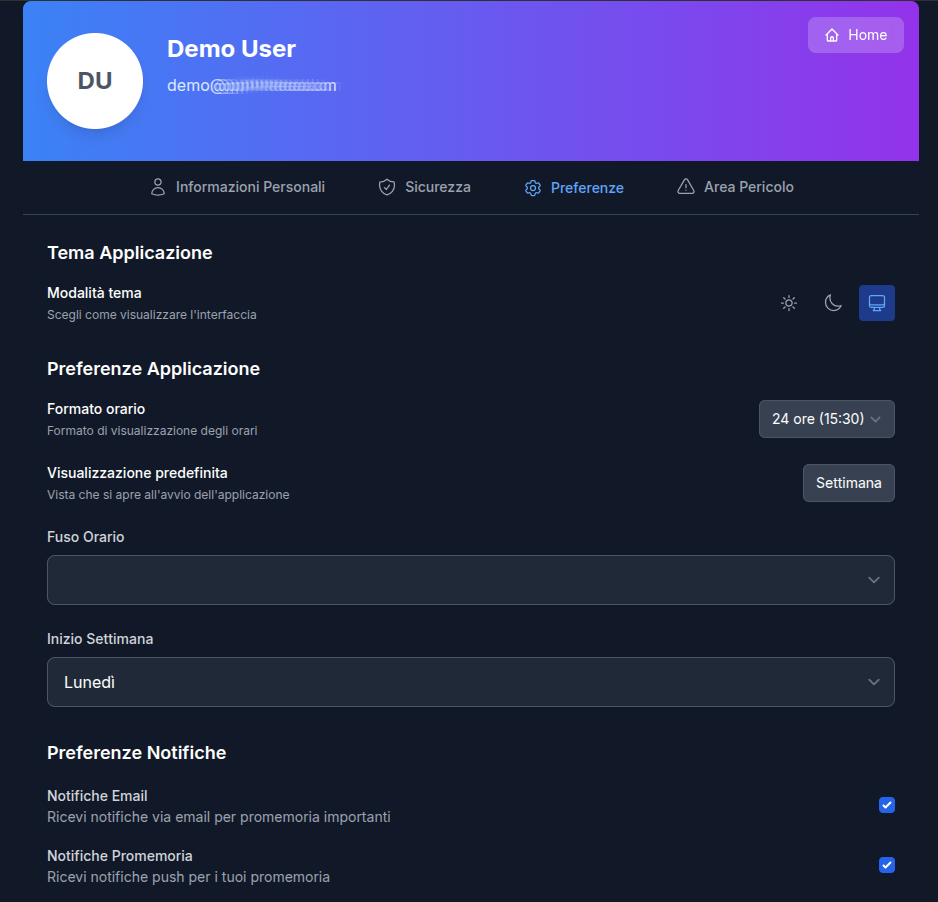 Demo User
Home
DU
demo@
Informazioni Personali
Sicurezza
Preferenze
Area Pericolo
Tema Applicazione
Modalità tema
Scegli come visualizzare l'interfaccia
Preferenze Applicazione
Formato orario
Formato di visualizzazione degli orari
24 ore (15:30)
Visualizzazione predefinita
Vista che si apre all'avvio dell'applicazione
Settimana
Fuso Orario
Inizio Settimana
Lunedì
Preferenze Notifiche
Notifiche Email
Ricevi notifiche via email per promemoria importanti
Notifiche Promemoria
Ricevi notifiche push per i tuoi promemoria